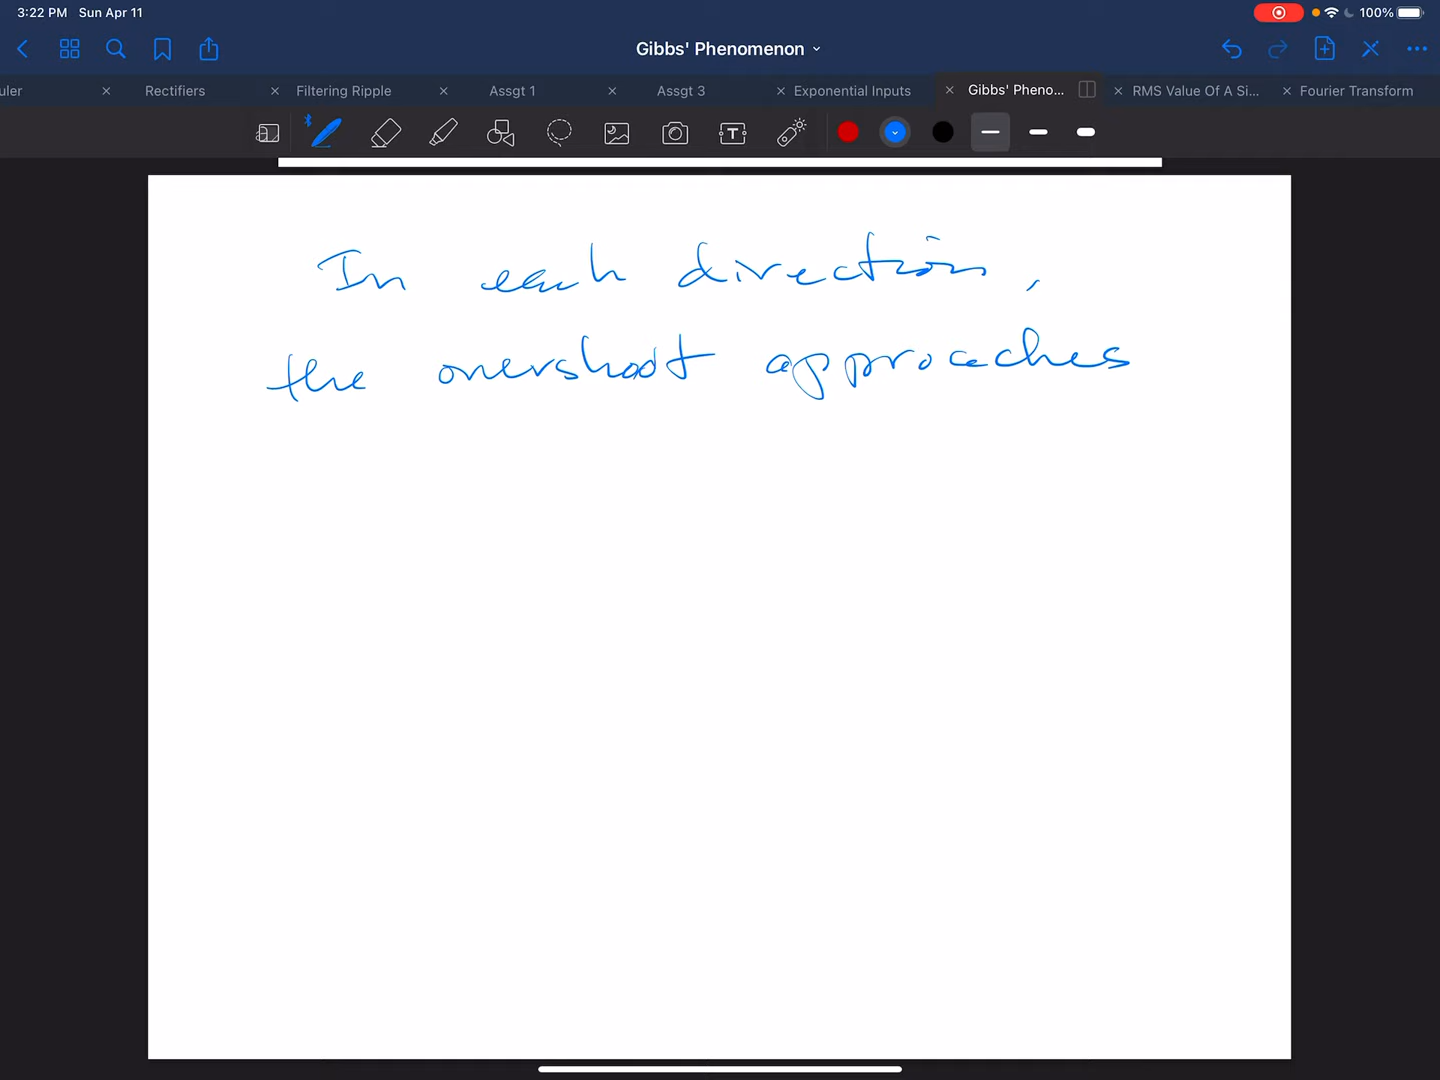 3:22 PM Sun Apr 11
100%
Gibbs' Phenomenon
uler
Rectifiers
Filtering Ripple
Assgt 1
Assgt 3
Exponential Inputs
Gibbs' Pheno...
RMS Value Of A Si...
Fourier Transform
In each direction,
the overshoot approaches